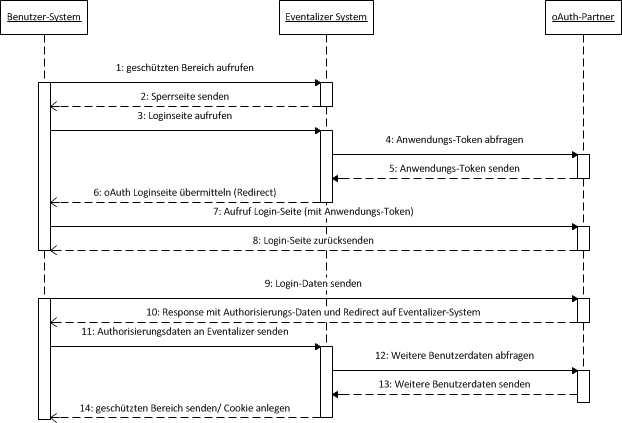 Benutzer-System
Eventalizer System
oAuth-Partner
1: geschützten Bereich aufrufen
2: Sperrseite senden
3: Loginseite aufrufen
4: Anwendungs-Token abfragen
5: Anwendungs-Token senden
6: oAuth Loginseite übermitteln (Redirect)
7: Aufruf Login-Seite (mit Anwendungs-Token)
8: Login-Seite zurücksenden
9: Login-Daten senden
10: Response mit Authorisierungs-Daten und Redirect auf Eventalizer-System
11: Authorisierungsdaten an Eventalizer senden
12: Weitere Benutzerdaten abfragen
13: Weitere Benutzerdaten senden
14: geschützten Bereich senden/ Cookie anlegen